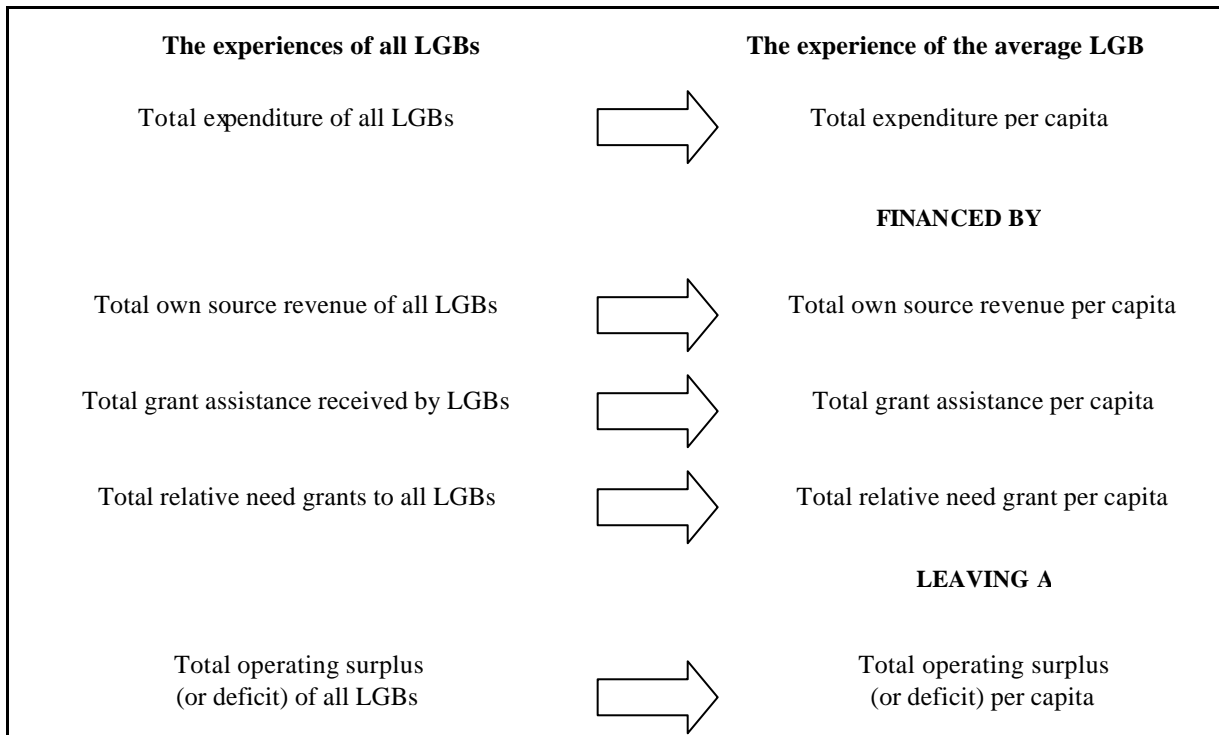 The experiences of all LGBs
The experience of the average LGB
Total expenditure of all LGBs
Total expenditure per capita
FINANCED BY
Total own source revenue of all LGBs
Total own source revenue per capita
Total grant assistance received by LGBs
Total grant assistance per capita
Total relative need grants to all LGBs
Total relative need grant per capita
LEAVING A
Total operating surplus
(or deficit) of all LGBs
Total operating surplus
(or deficit) per capita